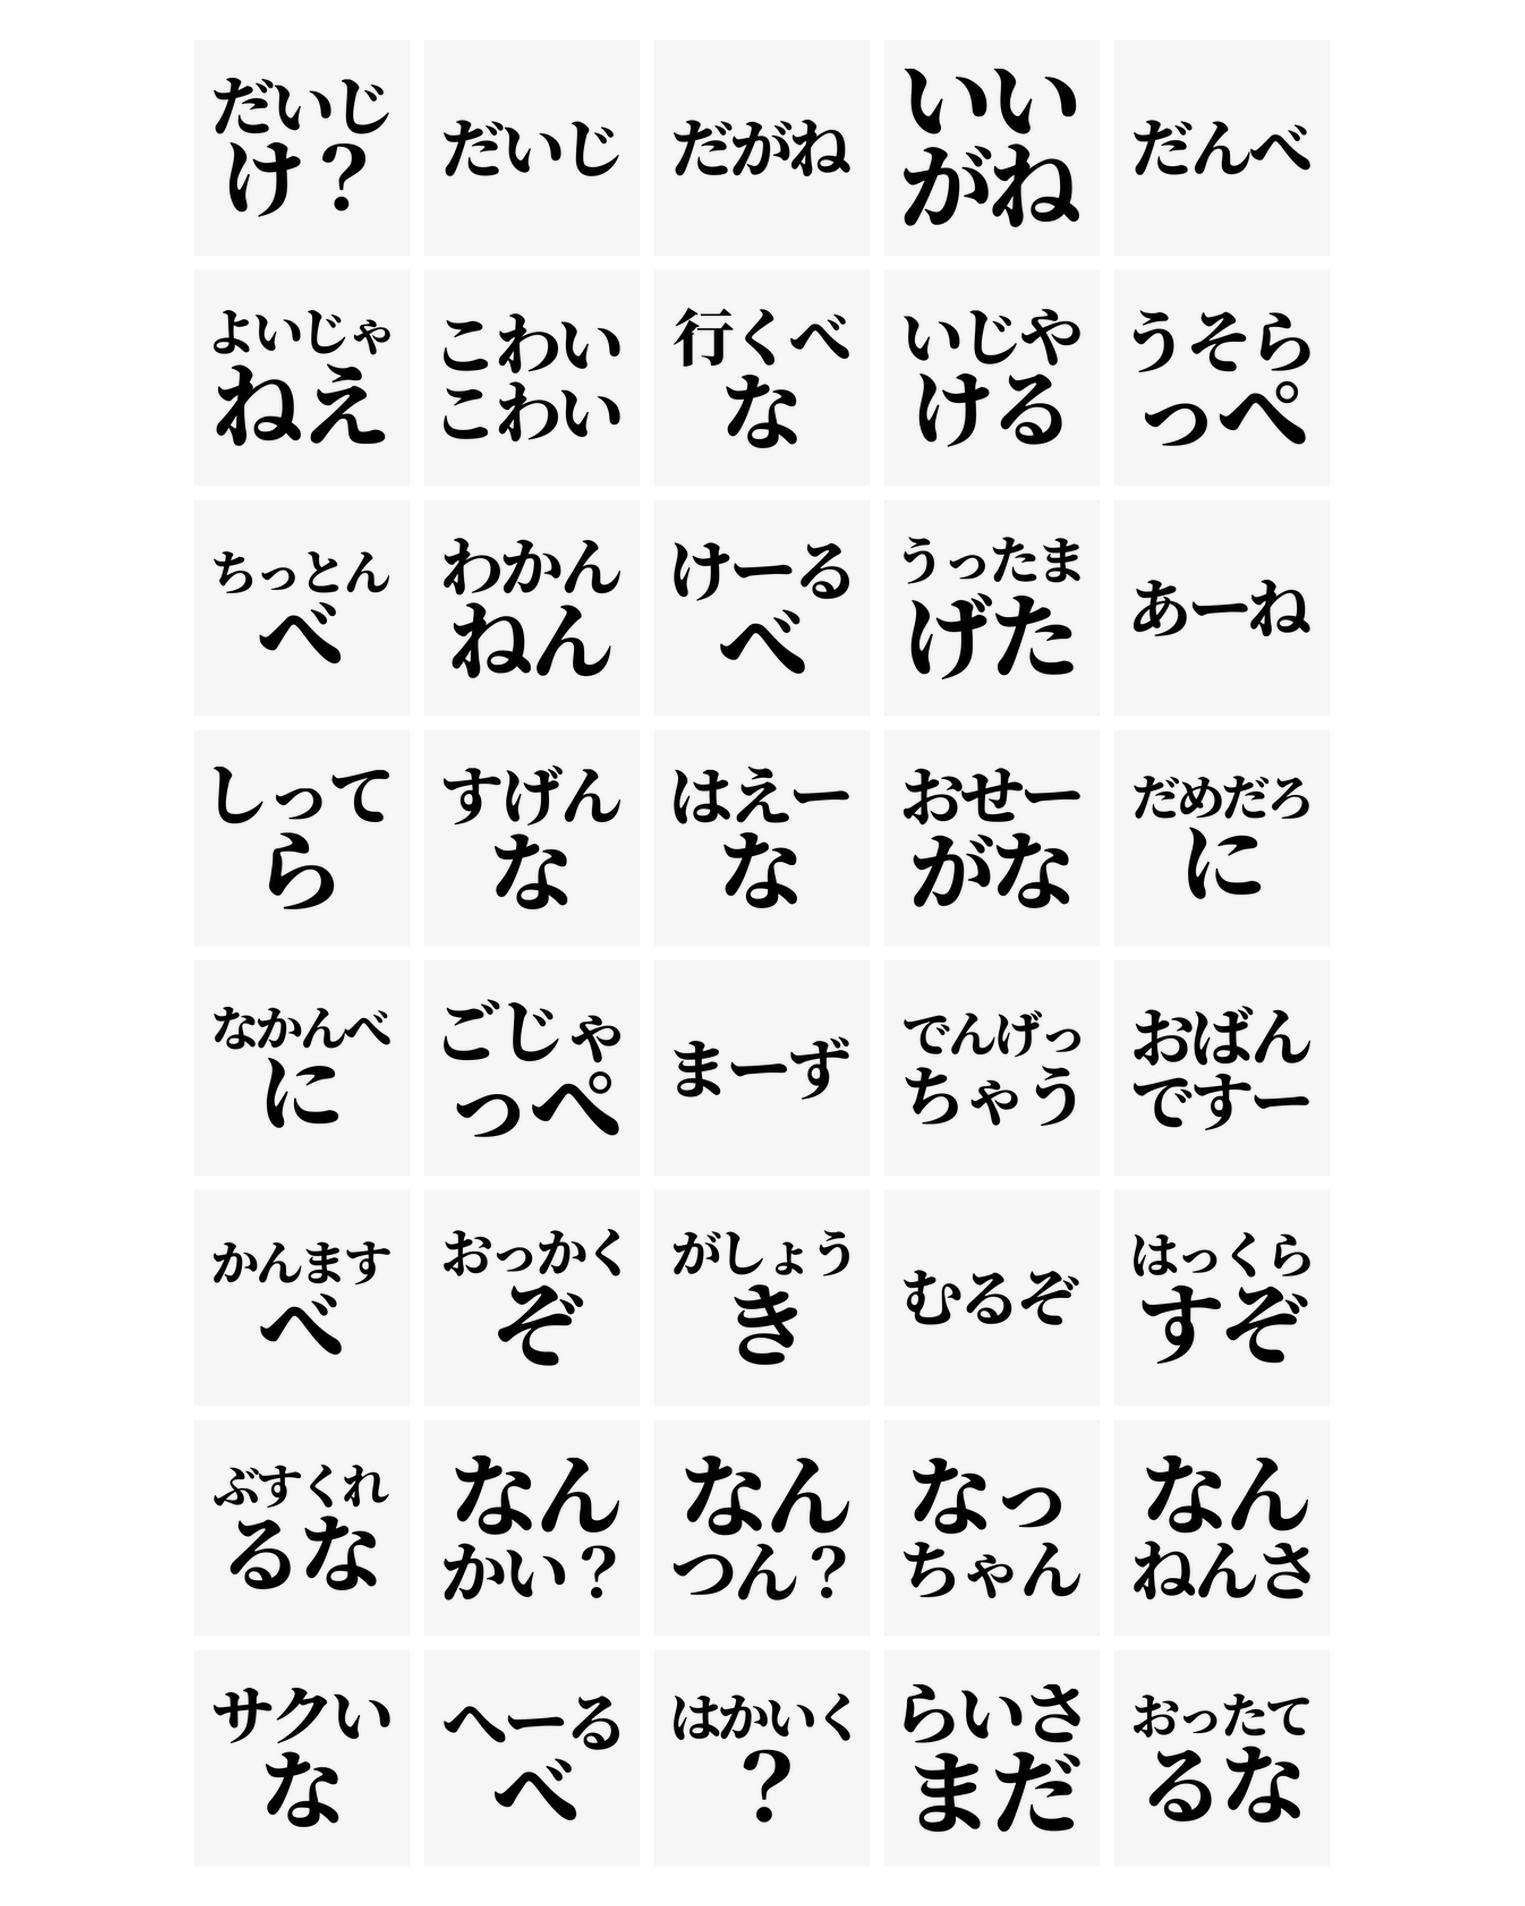 だいじ
け？
だいじ
だがね
いい
がね
だんべ
よいじゃ
ねえ
こわい
こわい
行くべ
な
いじや
ける
うそら
っぺ
ちっとん
べ
わかん
ねん
けーる
べ
うったま
げた
あーね
しって
ら
すげん
な
はえー
な
おせー
がな
だめだろ
に
なかんべ
に
ごじゃ
っぺ
まーず
でんげっ
ちゃう
おばん
ですー
かんます
べ
おっかく
ぞ
がしょう
き
むるぞ
はっくら
すぞ
ぶすくれ
るな
なん
かい？
なん
つん？
なっ
ちゃん
なん
ねんさ
サクい
な
へーる
べ
はかいく
？
らいさ
まだ
おったて
るな